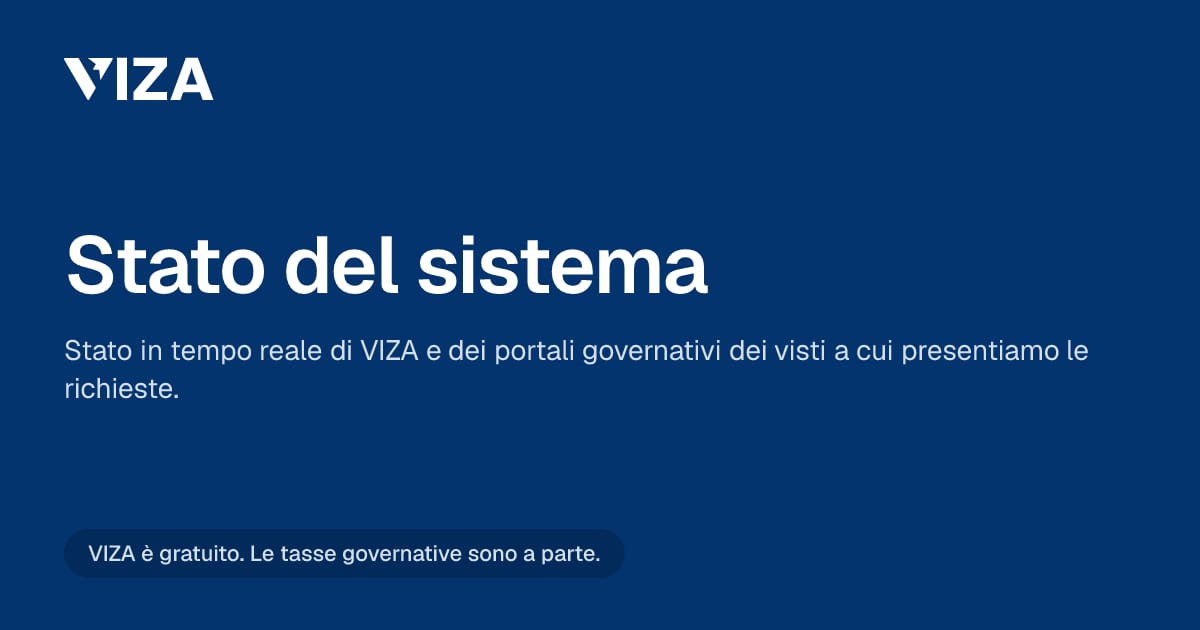 VIZA
Stato del sistema
Stato in tempo reale di VIZA e dei portali governativi dei visti a cui presentiamo le
richieste.
VIZA è gratuito. Le tasse governative sono a parte.